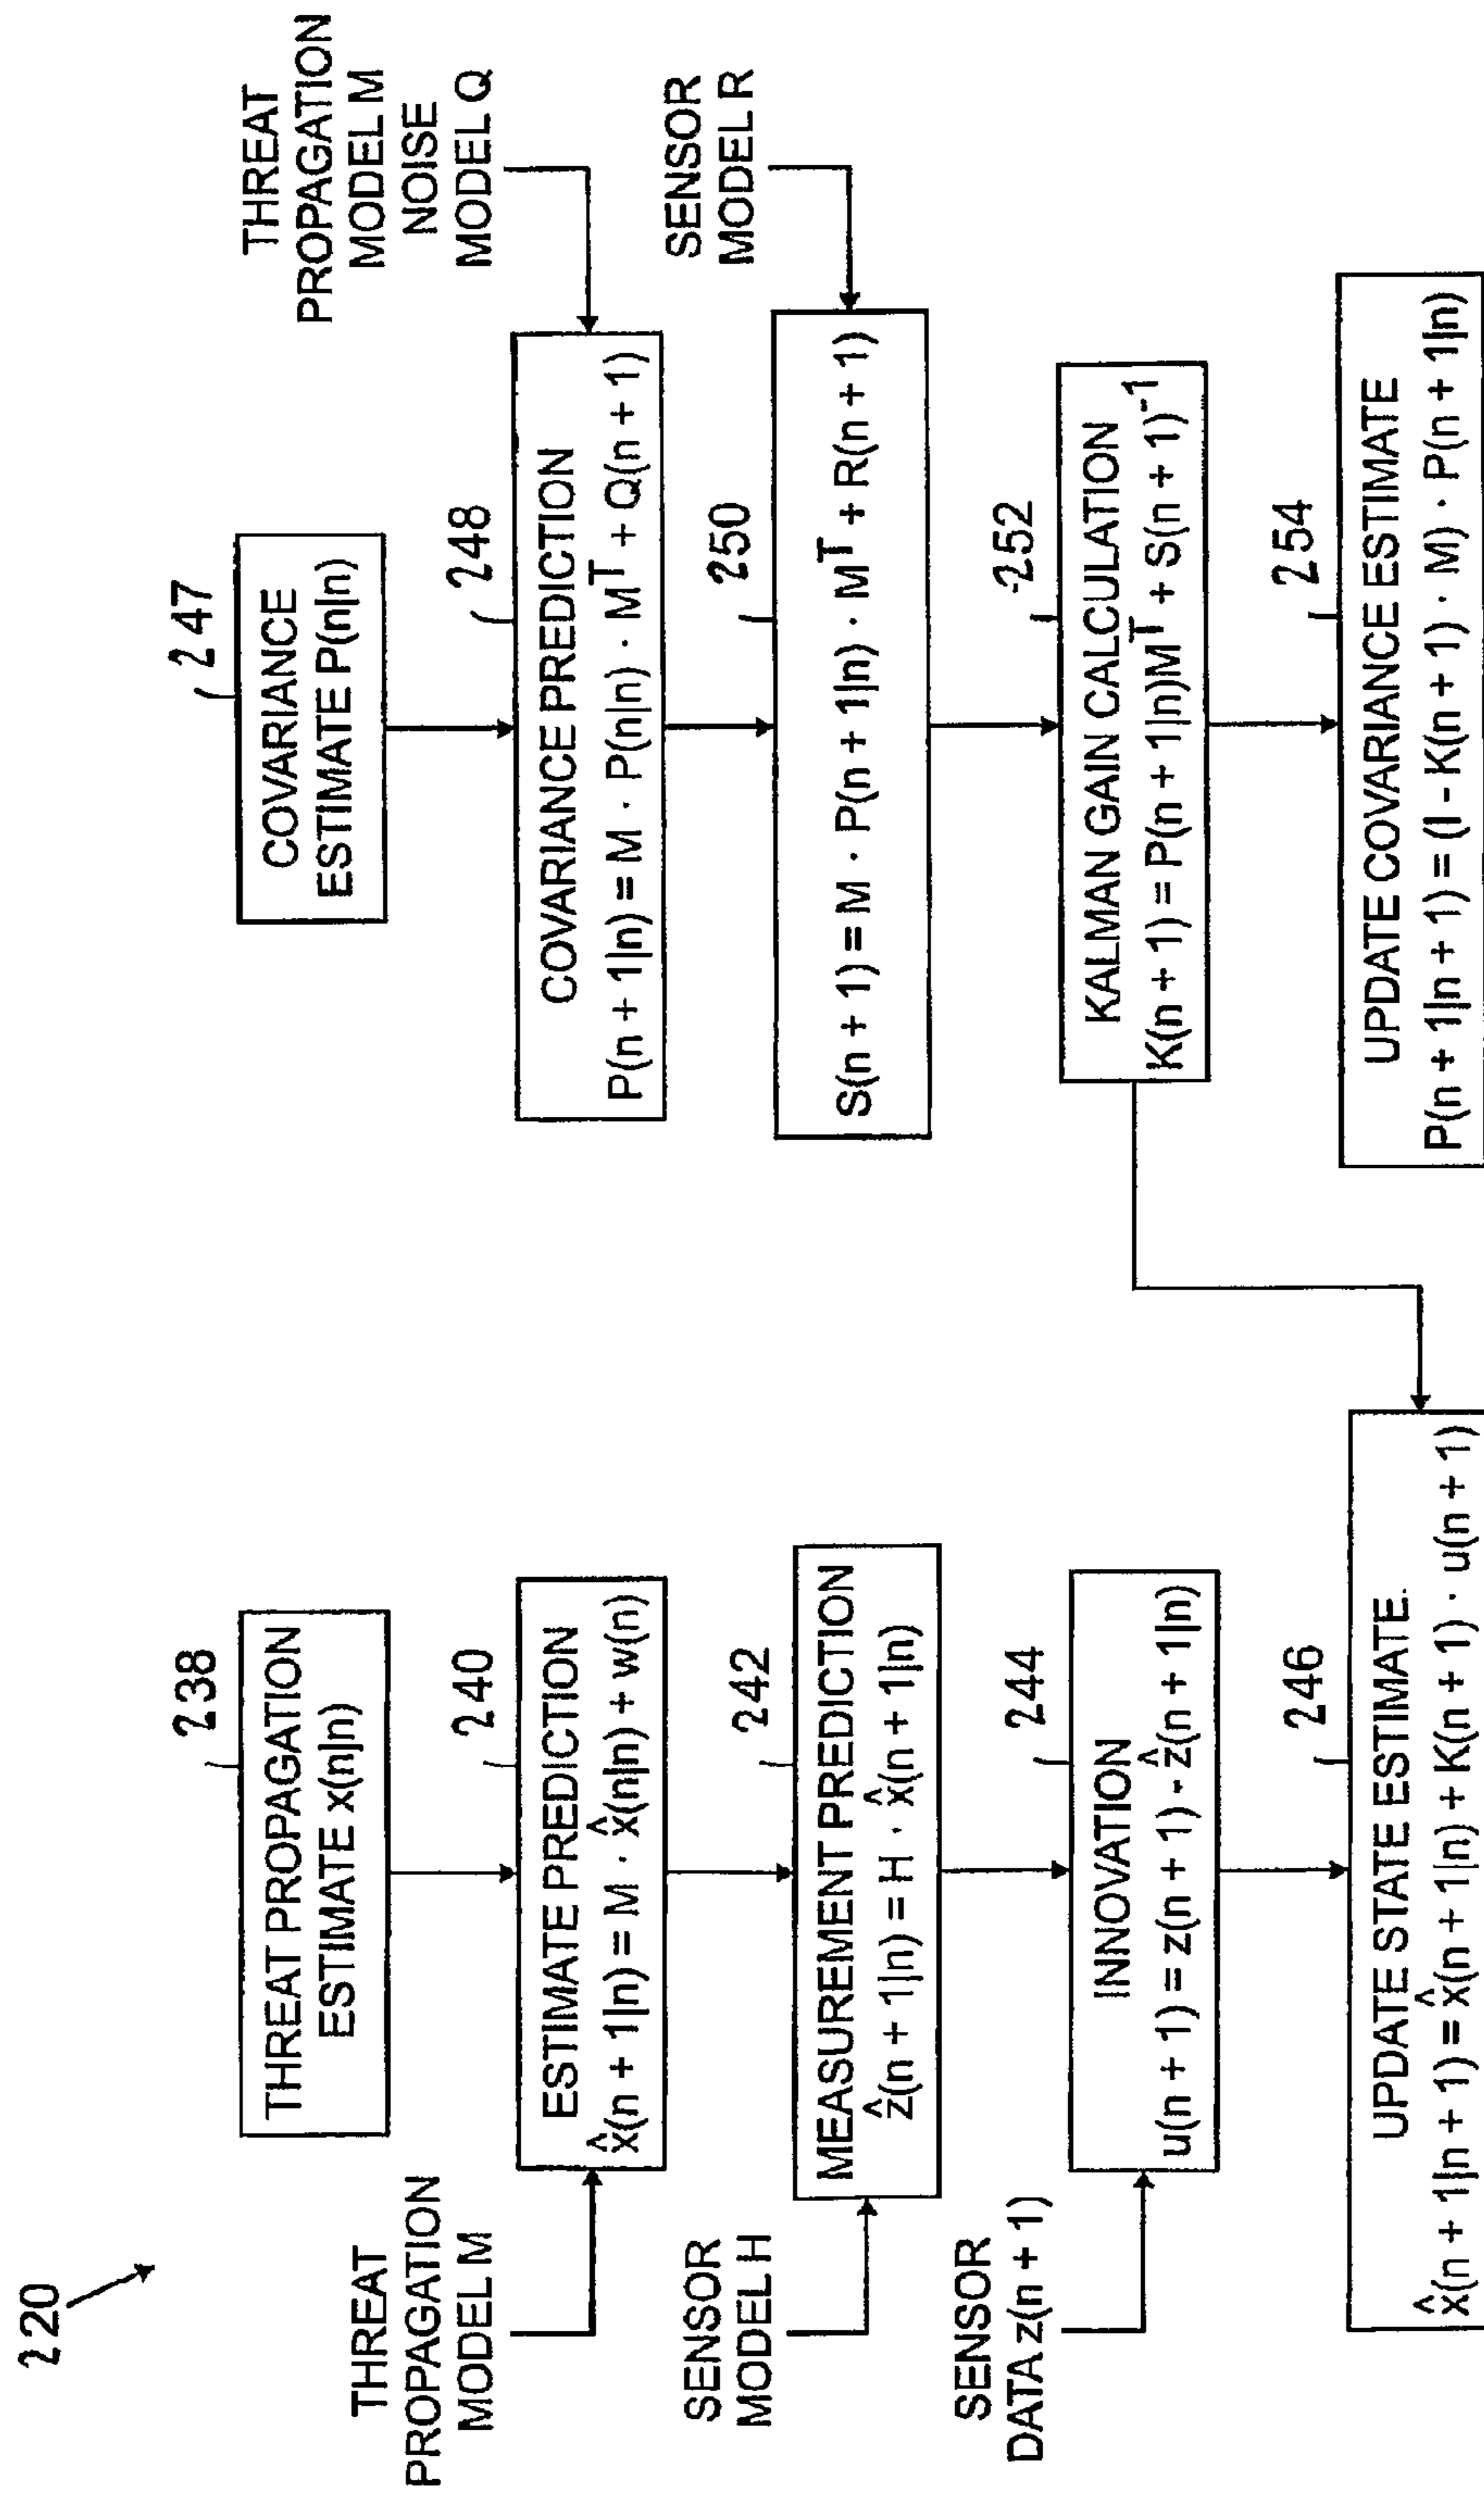 220
238
THREAT PROPAGATION
ESTIMATE x(n|n)
THREAT
PROPAGATION
MODEL M
240
ESTIMATE PREDICTION
x̂(n + 1|n) = M · x̂(n|n) + w(n)
SENSOR
MODEL H
242
MEASUREMENT PREDICTION
ẑ(n + 1|n) = H · x̂(n + 1|n)
SENSOR
DATA z(n + 1)
244
INNOVATION
u(n + 1) = z(n + 1) - ẑ(n + 1|n)
246
UPDATE STATE ESTIMATE
x̂(n + 1|n + 1) = x̂(n + 1|n) + K(n + 1) · u(n + 1)
247
COVARIANCE
ESTIMATE P(n|n)
THREAT
PROPAGATION
MODEL M
NOISE
MODEL Q
248
COVARIANCE PREDICTION
P(n + 1|n) = M · P(n|n) · Mᵀ + Q(n + 1)
SENSOR
MODEL R
250
S(n + 1) = M · P(n + 1|n) · Mᵀ + R(n + 1)
252
KALMAN GAIN CALCULATION
K(n + 1) = P(n + 1|n)Mᵀ + S(n + 1)⁻¹
254
UPDATE COVARIANCE ESTIMATE
P(n + 1|n + 1) = (I - K(n + 1) · M) · P(n + 1|n)